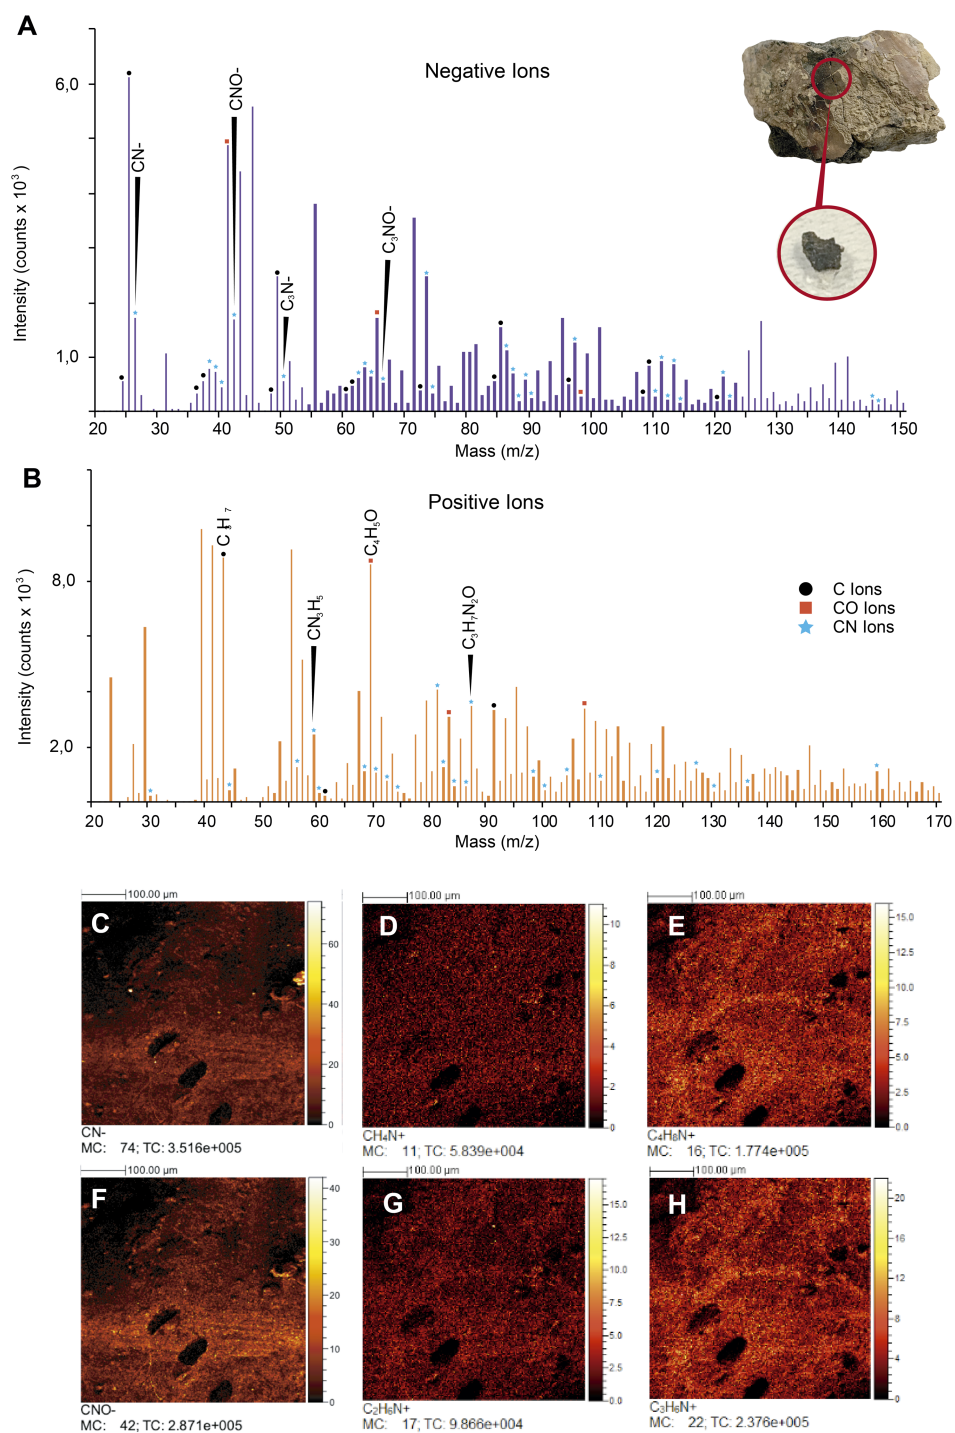 A
Negative Ions
Intensity (counts x 10³ )
6,0
1,0
CN-
CNO-
C₃N-
C₃NO-
20 30 40 50 60 70 80 90 100 110 120 130 140 150
Mass (m/z)
B
Positive Ions
Intensity (counts x 10³ )
8,0
2,0
C₃H₇
CN₃H₅
C₄H₅O
C₃H₇N₂O
C Ions
CO Ions
CN Ions
20 30 40 50 60 70 80 90 100 110 120 130 140 150 160 170
Mass (m/z)
100.00 µm
C
60
40
20
0
CN-
MC: 74; TC: 3.516e+005
100.00 µm
D
10
8
6
4
2
0
CH₄N+
MC: 11; TC: 5.839e+004
100.00 µm
E
15.0
12.5
10.0
7.5
5.0
2.5
0.0
C₄H₈N+
MC: 16; TC: 1.774e+005
100.00 µm
F
40
30
20
10
0
CNO-
MC: 42; TC: 2.871e+005
100.00 µm
G
15.0
12.5
10.0
7.5
5.0
2.5
0.0
C₂H₆N+
MC: 17; TC: 9.866e+004
100.00 µm
H
20
16
12
8
4
0
C₃H₆N+
MC: 22; TC: 2.376e+005